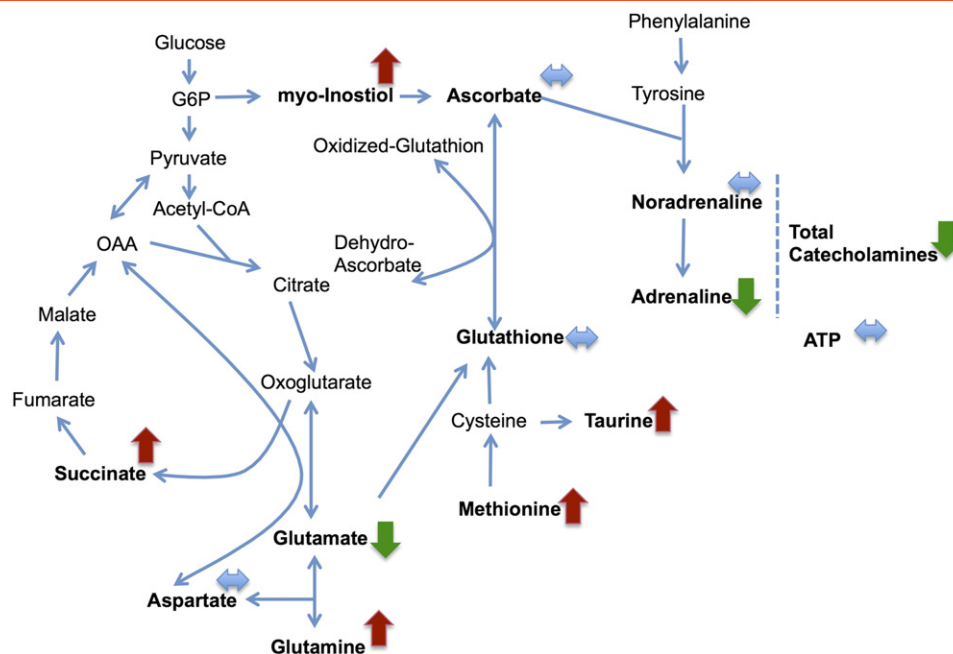 Phenylalanine
Glucose
G6P
myo-Inostiol
Ascorbate
Tyrosine
Oxidized-Glutathion
Pyruvate
Acetyl-CoA
Noradrenaline
OAA
Dehydro-
Ascorbate
Total
Catecholamines
Citrate
Adrenaline
Malate
Glutathione
ATP
Oxoglutarate
Fumarate
Cysteine
Taurine
Succinate
Methionine
Glutamate
Aspartate
Glutamine